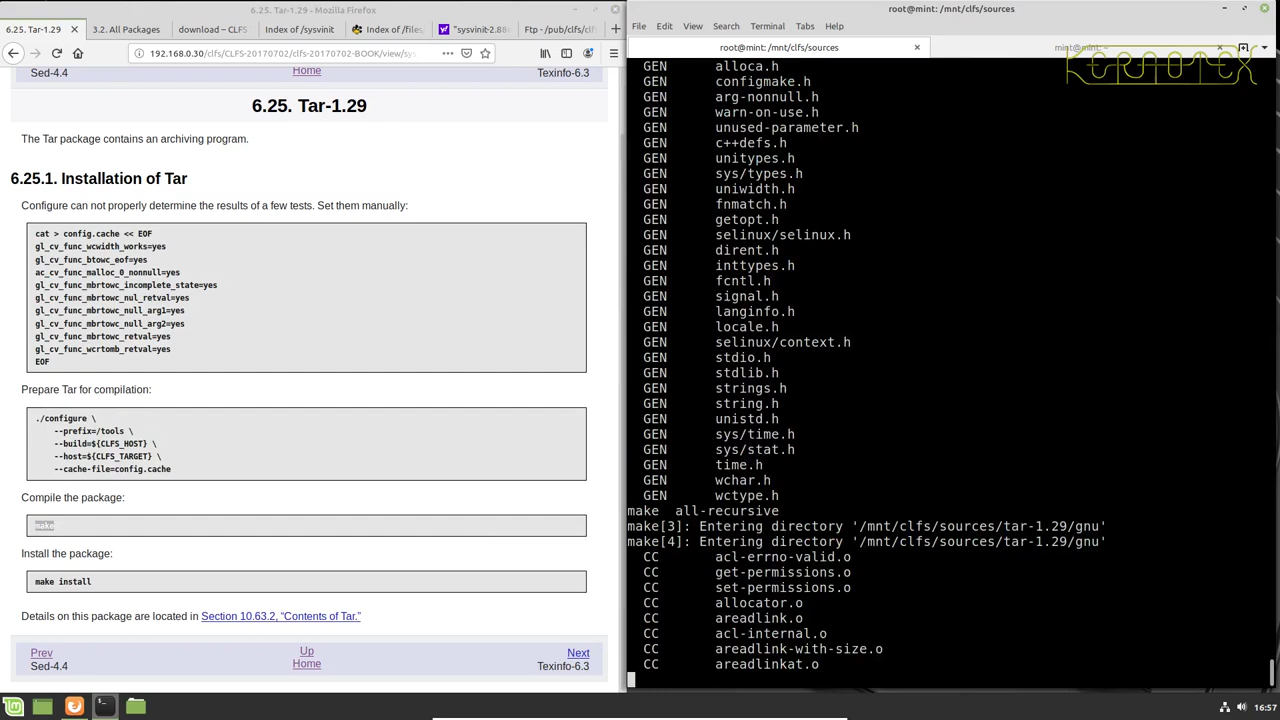 6.25. Tar-1.29 - Mozilla Firefox
6.25. Tar-1.29
3.2. All Packages
download – CLFS
Index of /sysvinit
Index of /files
"sysvinit-2.88
Ftp - /pub/clfs/
192.168.0.30/clfs/CLFS-20170702/clfs-20170702-BOOK/view/sys
Sed-4.4
Home
Texinfo-6.3
6.25. Tar-1.29
The Tar package contains an archiving program.
6.25.1. Installation of Tar
Configure can not properly determine the results of a few tests. Set them manually:
cat > config.cache << EOF
gl_cv_func_wcwidth_works=yes
gl_cv_func_btowc_eof=yes
ac_cv_func_malloc_0_nonnull=yes
gl_cv_func_mbrtowc_incomplete_state=yes
gl_cv_func_mbrtowc_nul_retval=yes
gl_cv_func_mbrtowc_null_arg1=yes
gl_cv_func_mbrtowc_null_arg2=yes
gl_cv_func_mbrtowc_retval=yes
gl_cv_func_wcrtomb_retval=yes
EOF
Prepare Tar for compilation:
./configure \
--prefix=/tools \
--build=${CLFS_HOST} \
--host=${CLFS_TARGET} \
--cache-file=config.cache
Compile the package:
make
Install the package:
make install
Details on this package are located in Section 10.63.2, “Contents of Tar.”
Prev
Up
Next
Sed-4.4
Home
Texinfo-6.3
root@mint: /mnt/clfs/sources
File Edit View Search Terminal Tabs Help
root@mint: /mnt/clfs/sources
root@mint: ~
KERNOTEX
GEN alloca.h
GEN configmake.h
GEN arg-nonnull.h
GEN warn-on-use.h
GEN unused-parameter.h
GEN c++defs.h
GEN unitypes.h
GEN sys/types.h
GEN uniwidth.h
GEN fnmatch.h
GEN getopt.h
GEN selinux/selinux.h
GEN dirent.h
GEN inttypes.h
GEN fcntl.h
GEN signal.h
GEN langinfo.h
GEN locale.h
GEN selinux/context.h
GEN stdio.h
GEN stdlib.h
GEN strings.h
GEN string.h
GEN unistd.h
GEN sys/time.h
GEN sys/stat.h
GEN time.h
GEN wchar.h
GEN wctype.h
make all-recursive
make[3]: Entering directory '/mnt/clfs/sources/tar-1.29/gnu'
make[4]: Entering directory '/mnt/clfs/sources/tar-1.29/gnu'
CC acl-errno-valid.o
CC get-permissions.o
CC set-permissions.o
CC allocator.o
CC areadlink.o
CC acl-internal.o
CC areadlink-with-size.o
CC areadlinkat.o
16:57